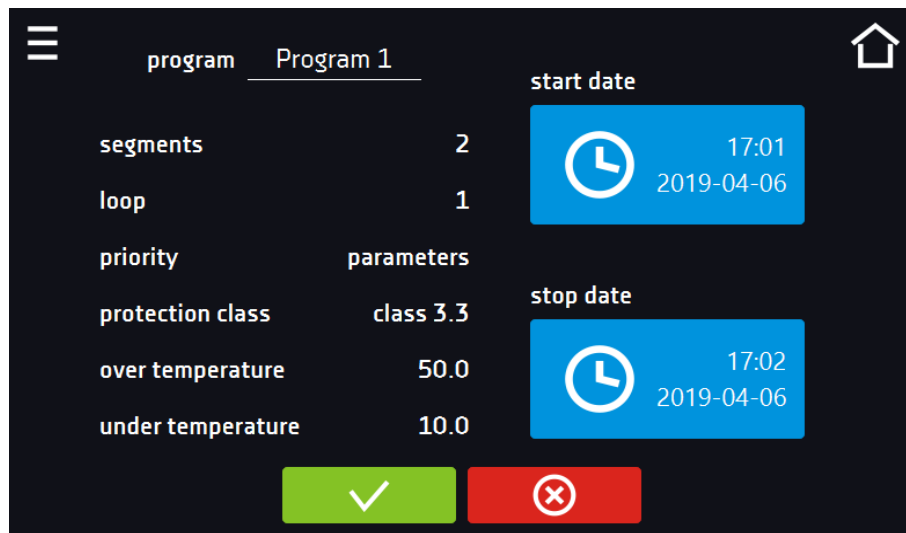 program Program 1
segments 2
loop 1
priority parameters
protection class class 3.3
over temperature 50.0
under temperature 10.0
start date
17:01
2019-04-06
stop date
17:02
2019-04-06